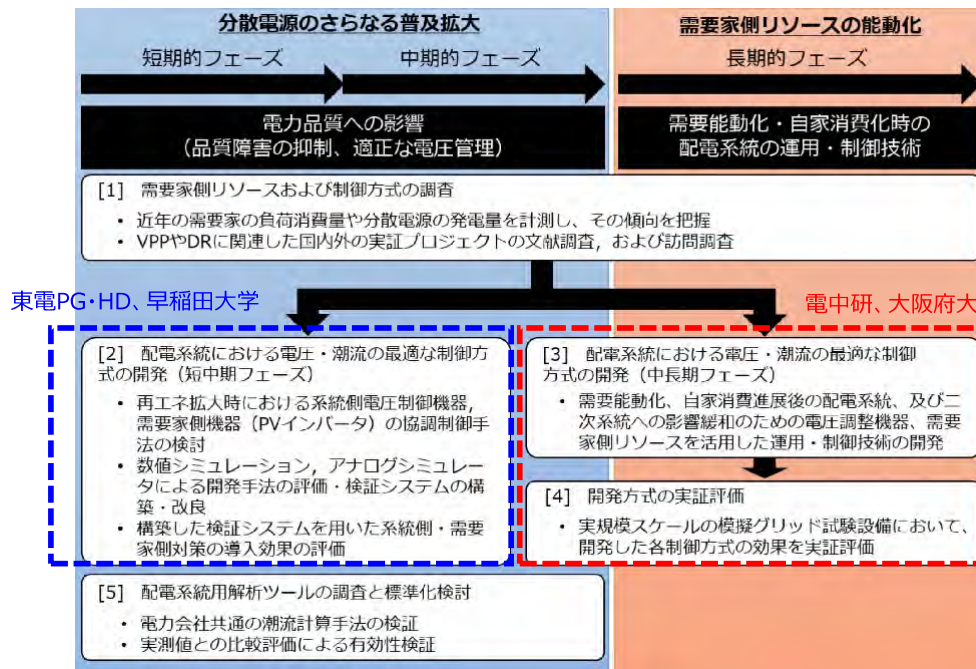 分散電源のさらなる普及拡大
需要家側リソースの能動化
短期的フェーズ
中期的フェーズ
長期的フェーズ
電力品質への影響
(品質障害の抑制、適正な電圧管理)
需要能動化・自家消費化時の
配電系統の運用・制御技術
[1] 需要家側リソースおよび制御方式の調査
・ 近年の需要家の負荷消費量や分散電源の発電量を計測し、その傾向を把握
・ VPPやDRに関連した国内外の実証プロジェクトの文献調査，および訪問調査
東電PG・HD、早稲田大学
電中研、大阪府大
[2] 配電系統における電圧・潮流の最適な制御方
式の開発（短中期フェーズ）
・ 再エネ拡大時における系統側電圧制御機器，
需要家側機器（PVインバータ）の協調制御手
法の検討
・ 数値シミュレーション，アナログシミュレー
タによる開発手法の評価・検証システムの構
築・改良
・ 構築した検証システムを用いた系統側・需要
家側対策の導入効果の評価
[3] 配電系統における電圧・潮流の最適な制御
方式の開発（中長期フェーズ）
・ 需要能動化、自家消費進展後の配電系統、及び二
次系統への影響緩和のための電圧調整機器、需要
家側リソースを活用した運用・制御技術の開発
[4] 開発方式の実証評価
・ 実規模スケールの模擬グリッド試験設備において、
開発した各制御方式の効果を実証評価
[5] 配電系統用解析ツールの調査と標準化検討
・ 電力会社共通の潮流計算手法の検証
・ 実測値との比較評価による有効性検証